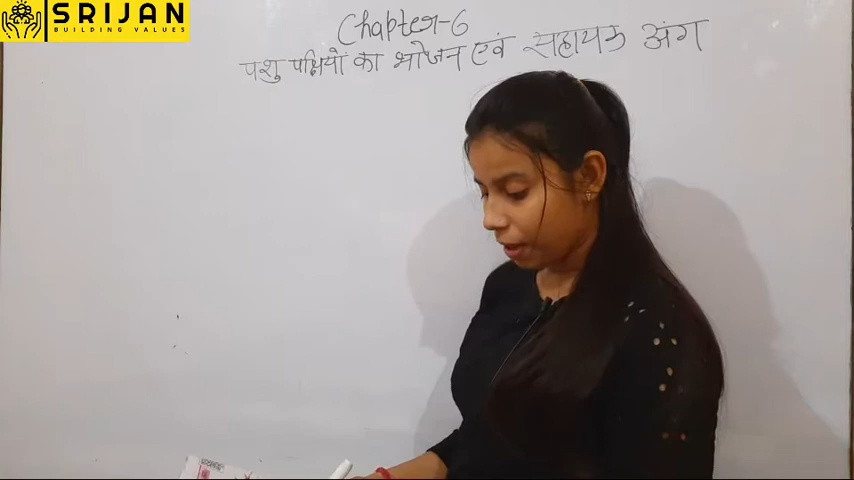 SRIJAN
BUILDING VALUES
Chapter-6
पशु पक्षियों का भोजन एवं सहायक अंग